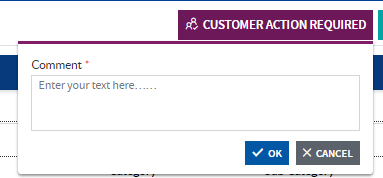 CUSTOMER ACTION REQUIRED
Comment *
Enter your text here......
OK CANCEL